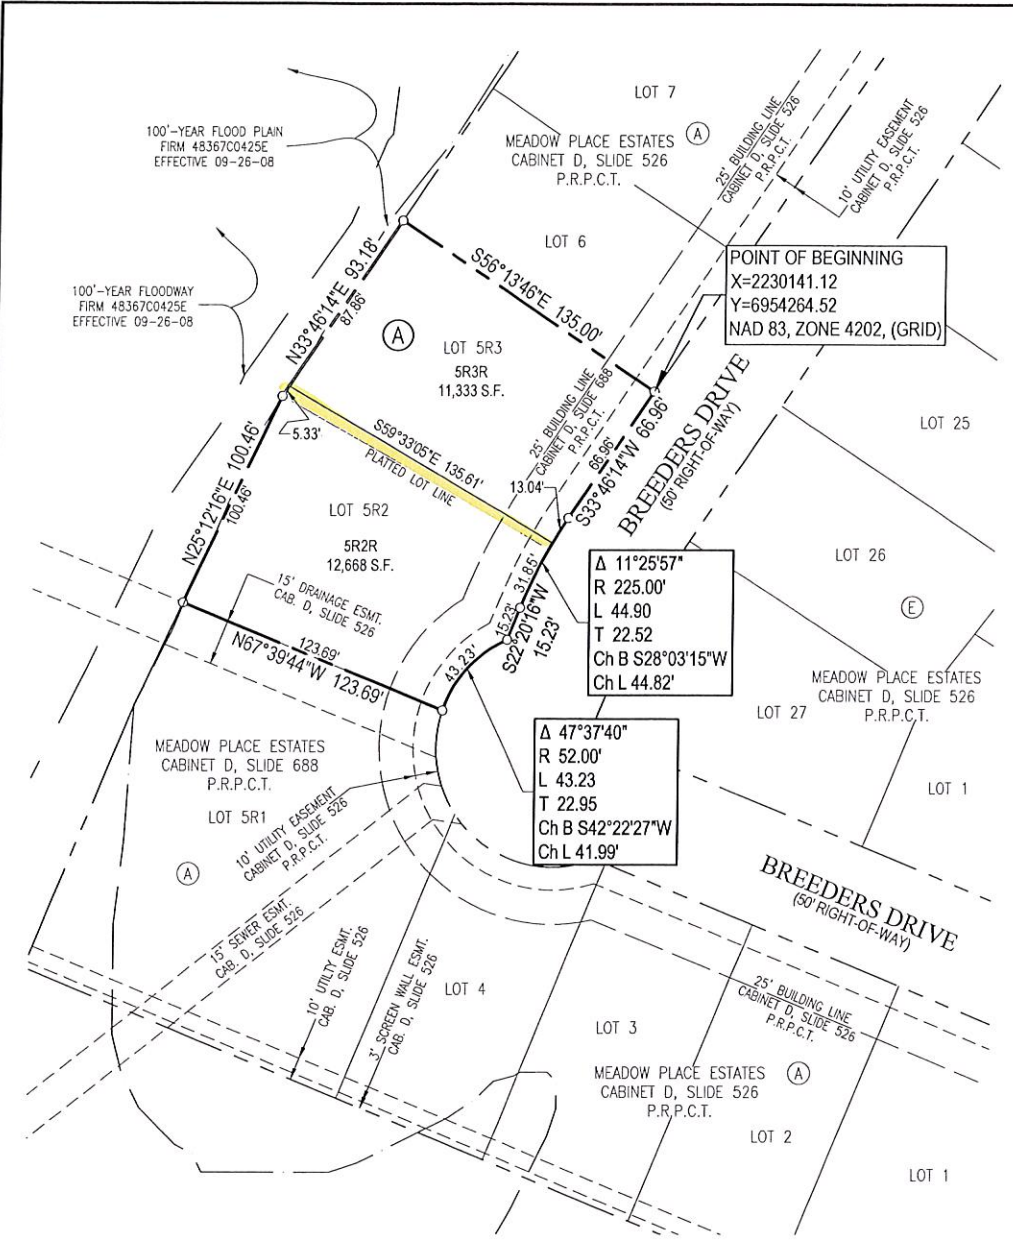 LOT 7
100'-YEAR FLOOD PLAIN
FIRM 48367C0425E
EFFECTIVE 09-26-08
MEADOW PLACE ESTATES
CABINET D, SLIDE 526
P.R.P.C.T.
A
25' BUILDING LINE
CABINET D, SLIDE 526
P.R.P.C.T.
10' UTILITY EASEMENT
CABINET D, SLIDE 526
P.R.P.C.T.
LOT 6
100'-YEAR FLOODWAY
FIRM 48367C0425E
EFFECTIVE 09-26-08
N33°46'14"E 93.18'
87.86'
S56°13'46"E 135.00'
POINT OF BEGINNING
X=2230141.12
Y=6954264.52
NAD 83, ZONE 4202, (GRID)
A
LOT 5R3
5R3R
11,333 S.F.
25' BUILDING LINE
CABINET D, SLIDE 688
P.R.P.C.T.
66.96'
S33°46'14"W 66.96'
BREEDERS DRIVE
(50' RIGHT-OF-WAY)
LOT 25
5.33'
S59°33'05"E 135.61'
PLATTED LOT LINE
13.04'
N25°12'16"E 100.46'
100.46'
LOT 5R2
5R2R
12,668 S.F.
LOT 26
E
Δ 11°25'57"
R 225.00'
L 44.90
T 22.52
Ch B S28°03'15"W
Ch L 44.82'
31.85'
15.23'
S22°20'16"W
15.23'
15' DRAINAGE ESMT.
CAB. D, SLIDE 526
123.69'
N67°39'44"W 123.69'
43.23'
MEADOW PLACE ESTATES
CABINET D, SLIDE 526
P.R.P.C.T.
LOT 27
Δ 47°37'40"
R 52.00'
L 43.23
T 22.95
Ch B S42°22'27"W
Ch L 41.99'
MEADOW PLACE ESTATES
CABINET D, SLIDE 688
P.R.P.C.T.
LOT 5R1
A
10' UTILITY EASEMENT
CABINET D, SLIDE 526
P.R.P.C.T.
LOT 1
BREEDERS DRIVE
(50' RIGHT-OF-WAY)
15' SEWER ESMT.
CAB. D, SLIDE 526
10' UTILTY ESMT.
CAB. D, SLIDE 526
3' SCREEN WALL ESMT.
CAB. D, SLIDE 526
LOT 4
25' BUILDING LINE
CABINET D, SLIDE 526
P.R.P.C.T.
LOT 3
MEADOW PLACE ESTATES
CABINET D, SLIDE 526
P.R.P.C.T.
A
LOT 2
LOT 1